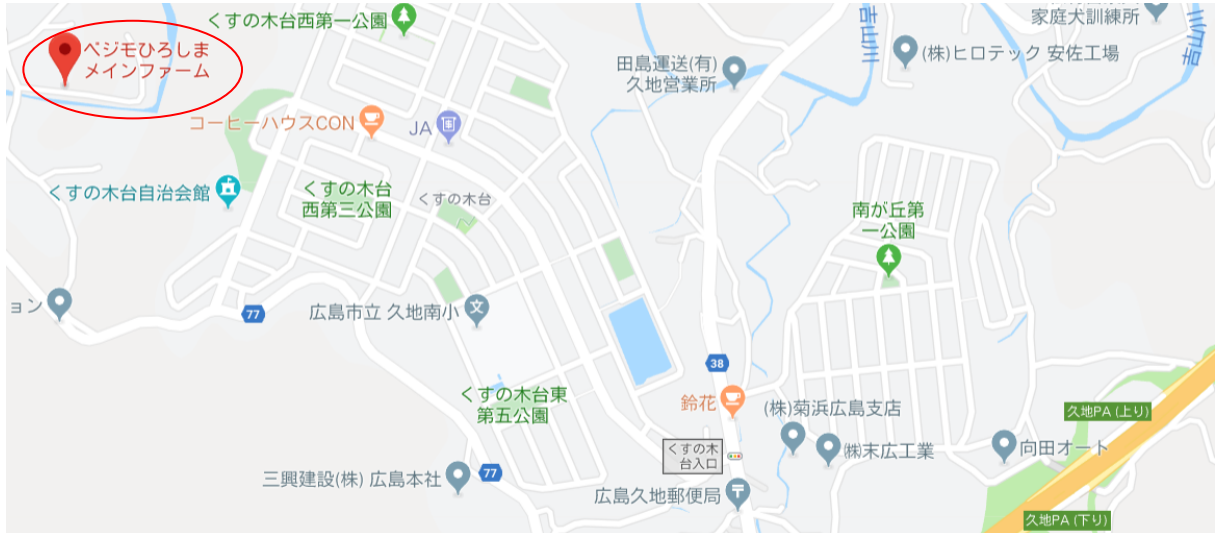 くすの木台西第一公園
ベジモひろしま
メインファーム
コーヒーハウスCON
JA
くすの木台自治会館
くすの木台
西第三公園
くすの木台
ョン
77
広島市立 久地南小
文
くすの木台東
第五公園
三興建設(株) 広島本社
77
田島運送(有)
久地営業所
吉山川
家庭犬訓練所
(株)ヒロテック 安佐工場
南が丘第
一公園
38
鈴花
(株)菊浜広島支店
㈱末広工業
くすの木
台入口
広島久地郵便局
向田オート
久地PA (上り)
久地PA (下り)